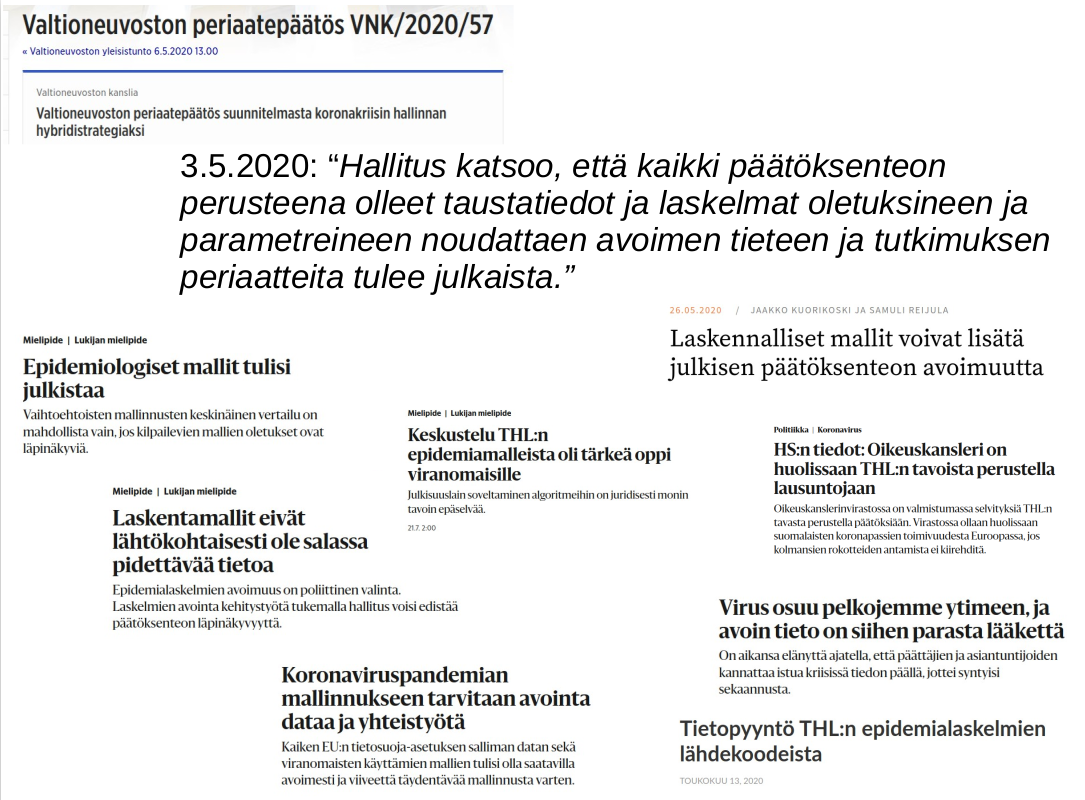 Valtioneuvoston periaatepäätös VNK/2020/57
« Valtioneuvoston yleisistunto 6.5.2020 13.00
Valtioneuvoston kanslia
Valtioneuvoston periaatepäätös suunnitelmasta koronakriisin hallinnan
hybridistrategiaksi
3.5.2020: “Hallitus katsoo, että kaikki päätöksenteon
perusteena olleet taustatiedot ja laskelmat oletuksineen ja
parametreineen noudattaen avoimen tieteen ja tutkimuksen
periaatteita tulee julkaista.”
26.05.2020 / JAAKKO KUORIKOSKI JA SAMULI REIJULA
Laskennalliset mallit voivat lisätä
julkisen päätöksenteon avoimuutta
Mielipide | Lukijan mielipide
Epidemiologiset mallit tulisi
julkistaa
Vaihtoehtoisten mallinnusten keskinäinen vertailu on
mahdollista vain, jos kilpailevien mallien oletukset ovat
läpinäkyviä.
Mielipide | Lukijan mielipide
Keskustelu THL:n
epidemiamalleista oli tärkeä oppi
viranomaisille
Julkisuuslain soveltaminen algoritmeihin on juridisesti monin
tavoin epäselvää.
21.7. 2:00
Politiikka | Koronavirus
HS:n tiedot: Oikeuskansleri on
huolissaan THL:n tavoista perustella
lausuntojaan
Oikeuskanslerinvirastossa on valmistumassa selvityksiä THL:n
tavasta perustella päätöksiään. Virastossa ollaan huolissaan
suomalaisten koronapassien toimivuudesta Euroopassa, jos
kolmansien rokotteiden antamista ei kiirehditä.
Mielipide | Lukijan mielipide
Laskentamallit eivät
lähtökohtaisesti ole salassa
pidettävää tietoa
Epidemialaskelmien avoimuus on poliittinen valinta.
Laskelmien avointa kehitystyötä tukemalla hallitus voisi edistää
päätöksenteon läpinäkyvyyttä.
Virus osuu pelkojemme ytimeen, ja
avoin tieto on siihen parasta lääkettä
On aikansa elänyttä ajatella, että päättäjien ja asiantuntijoiden
kannattaa istua kriisissä tiedon päällä, jottei syntyisi
sekaannusta.
Koronaviruspandemian
mallinnukseen tarvitaan avointa
dataa ja yhteistyötä
Kaiken EU:n tietosuoja-asetuksen salliman datan sekä
viranomaisten käyttämien mallien tulisi olla saatavilla
avoimesti ja viiveettä täydentävää mallinnusta varten.
Tietopyyntö THL:n epidemialaskelmien
lähdekoodeista
TOUKOKUU 13, 2020